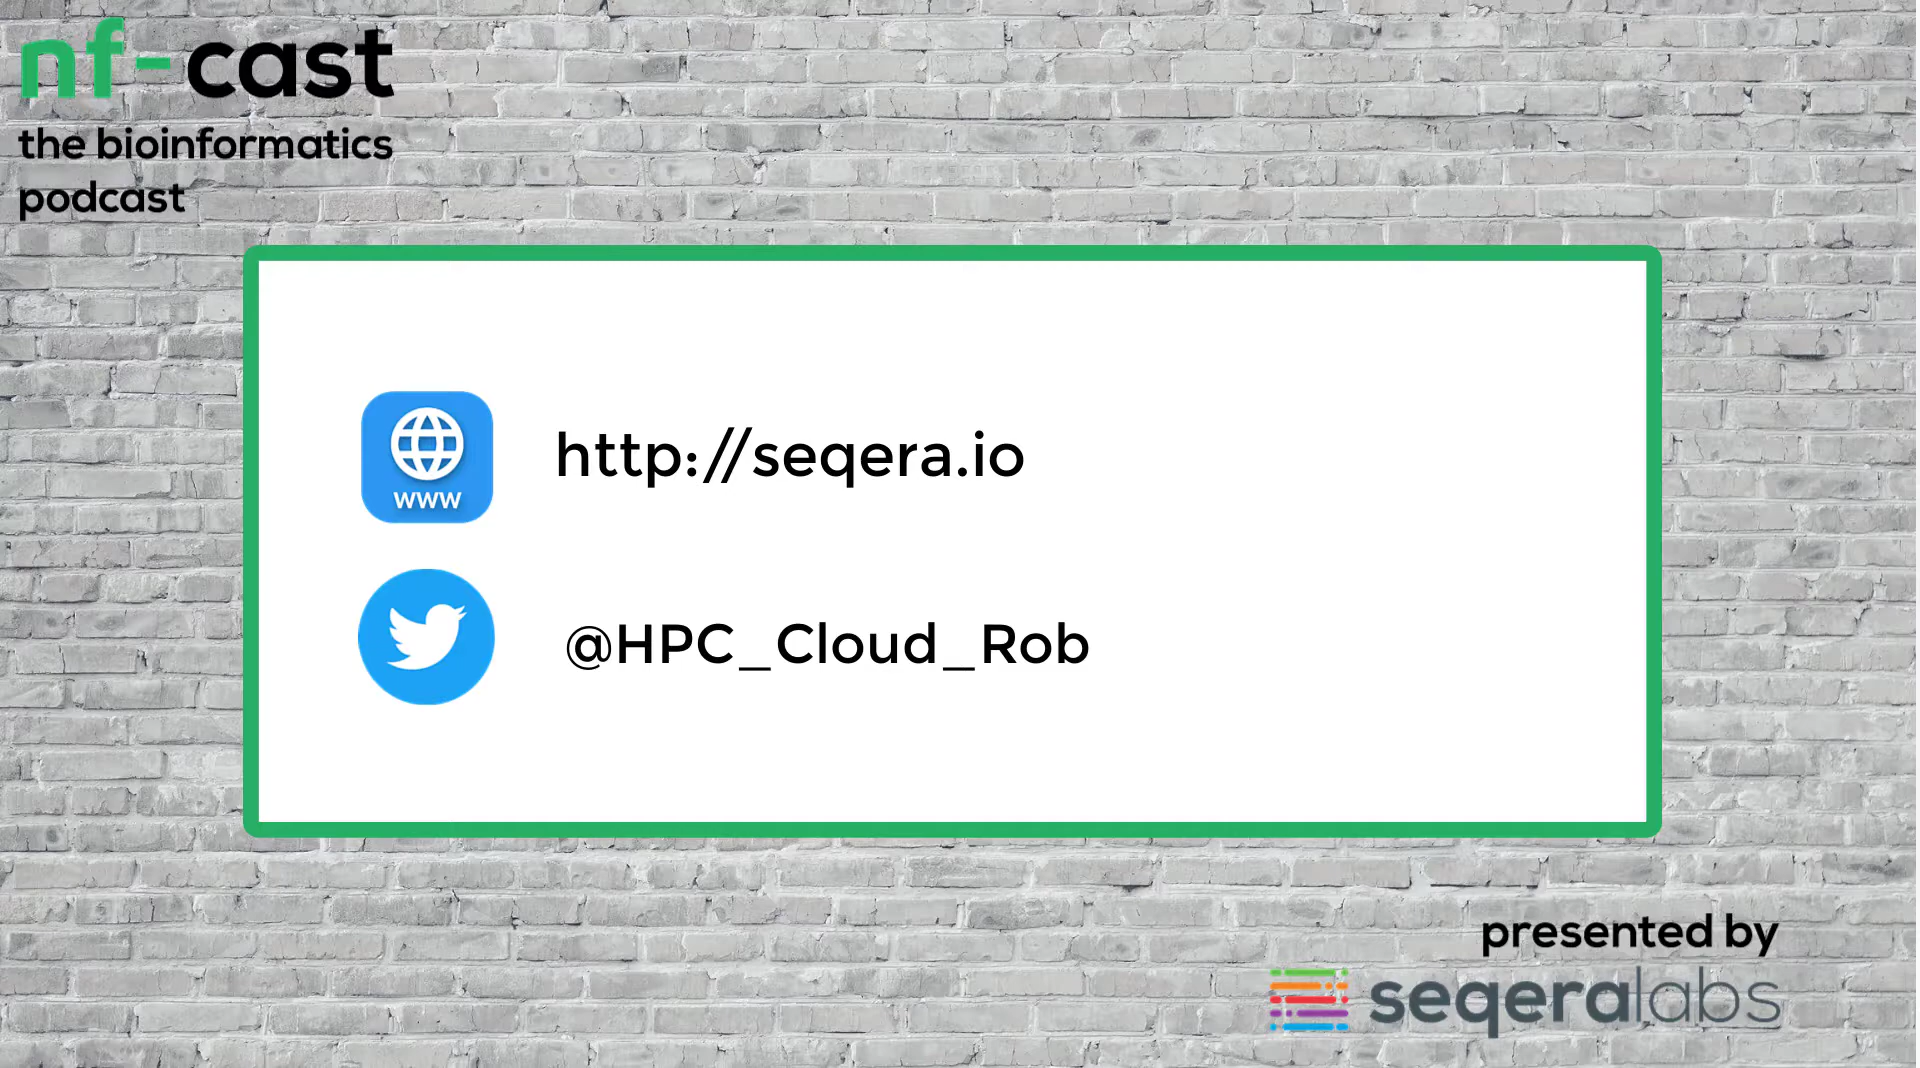 nf-cast
the bioinformatics
podcast
www
http://seqera.io
@HPC_Cloud_Rob
presented by
seqeralabs